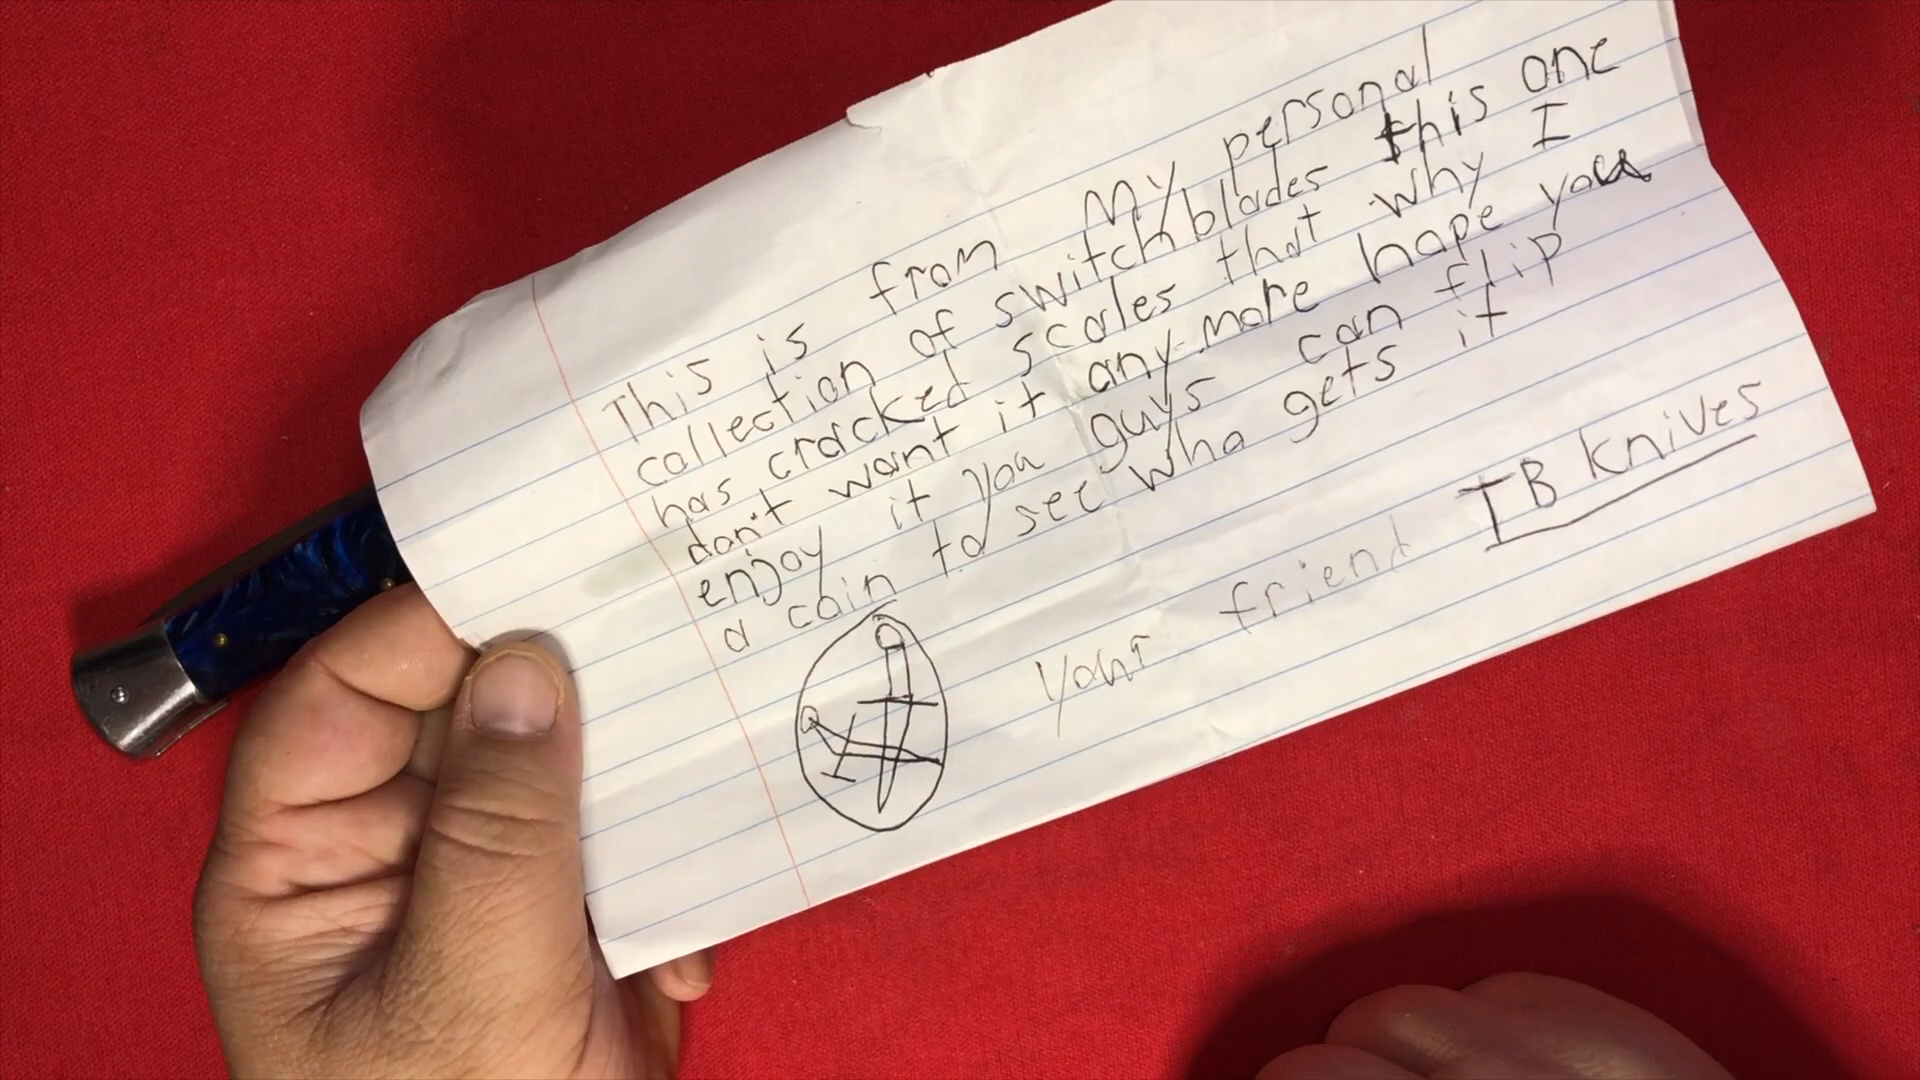 This is from my personal
collection of switchblades this one
has cracked scales that why I
don't want it any more hope you
enjoy it you guys can flip
a coin to see who gets it
your friend TB knives